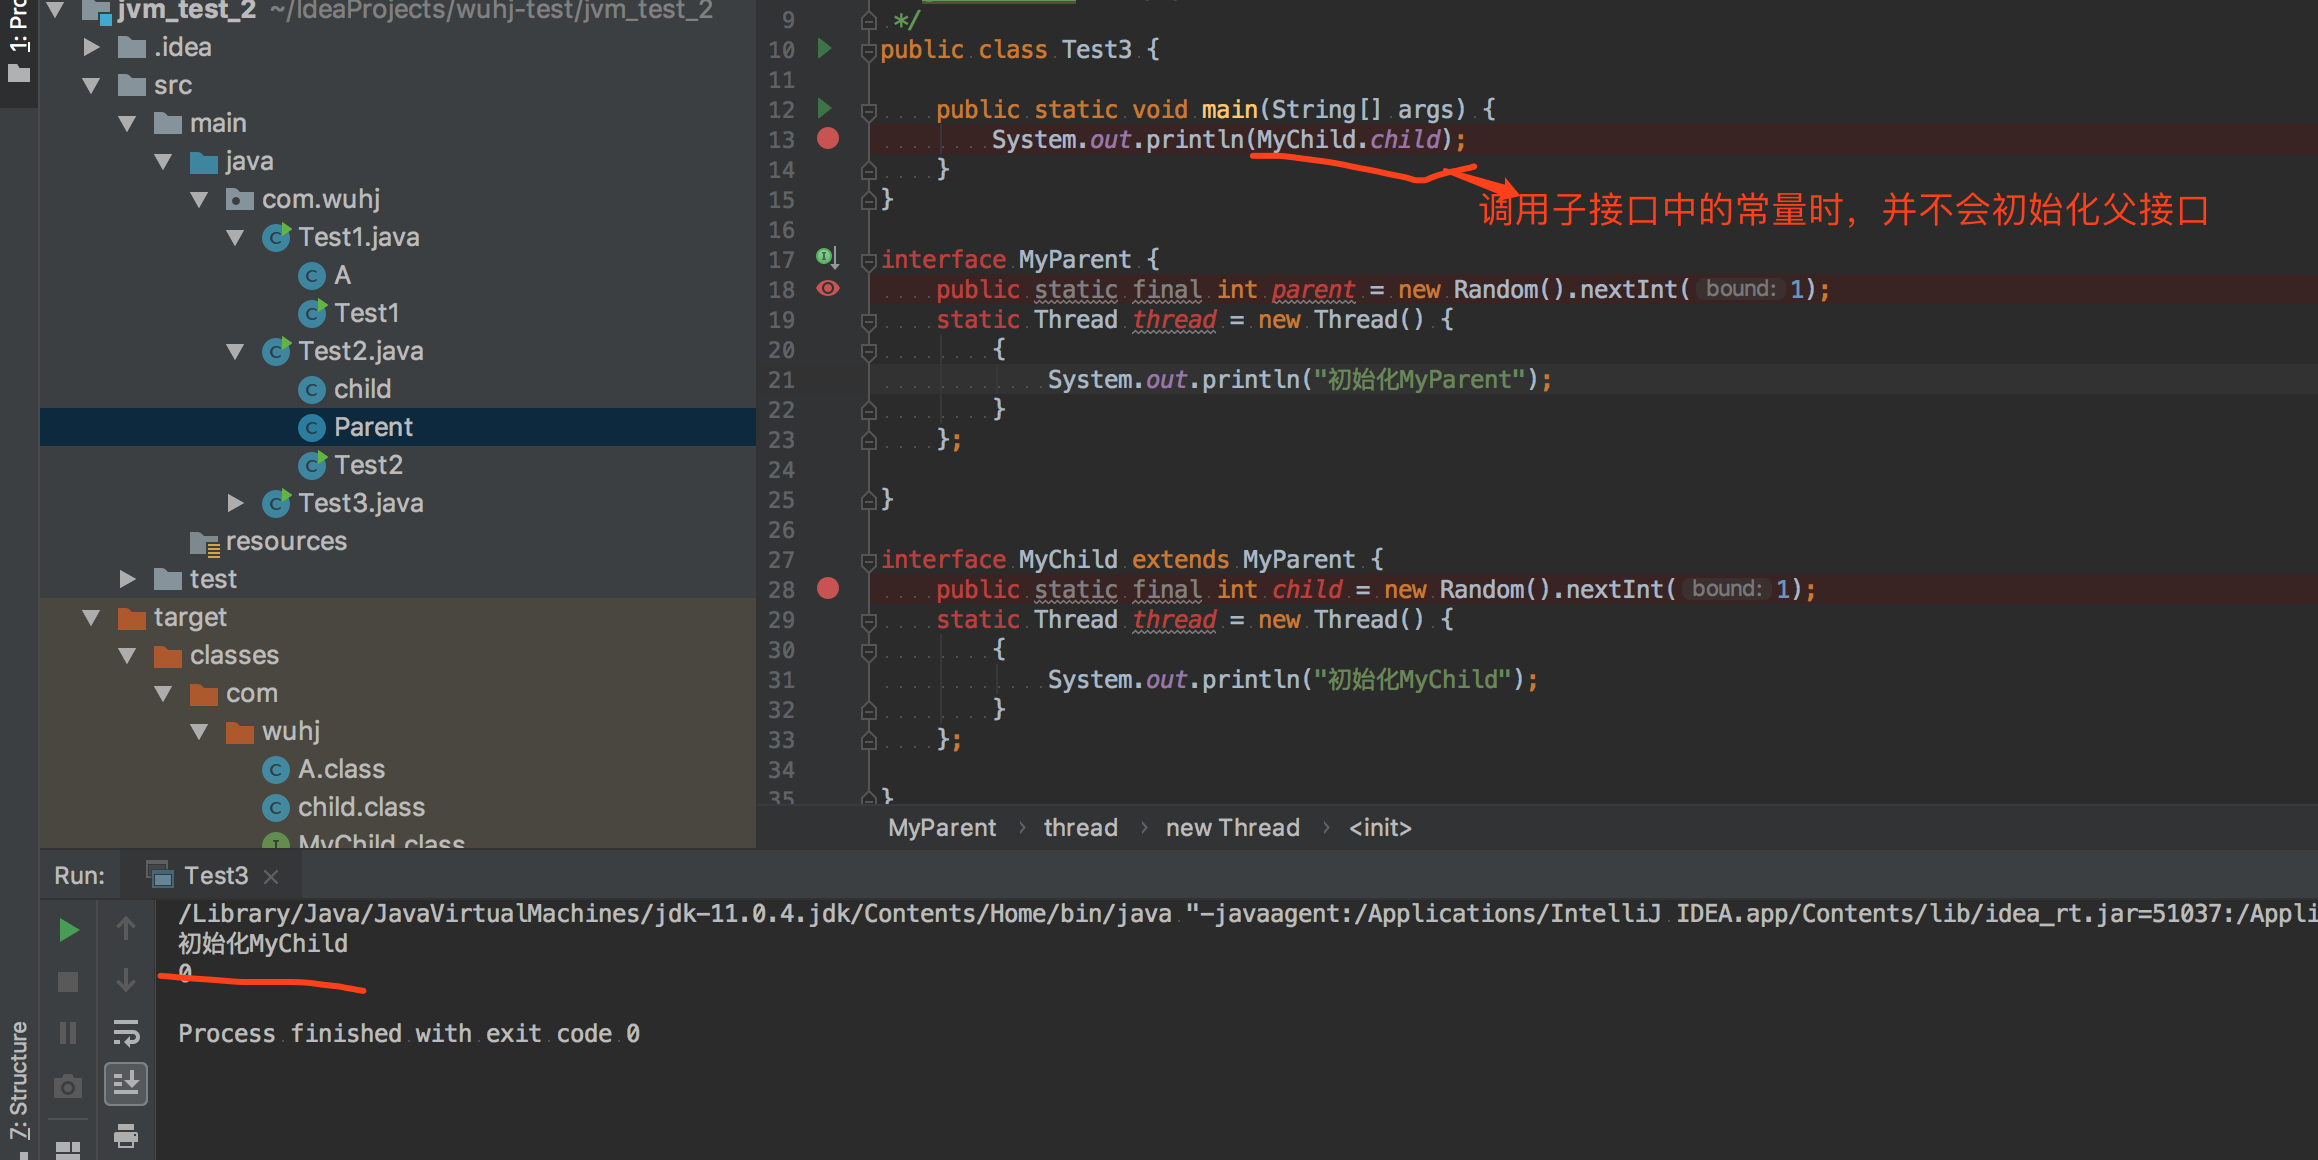 jvm_test_2 ~/IdeaProjects/wuhj-test/jvm_test_2
.idea
src
main
java
com.wuhj
Test1.java
A
Test1
Test2.java
child
Parent
Test2
Test3.java
resources
test
target
classes
com
wuhj
A.class
child.class
MyChild.class
7: Structure
9 */
10 public class Test3 {
11
12 public static void main(String[] args) {
13 System.out.println(MyChild.child);
14 }
15 }
调用子接口中的常量时，并不会初始化父接口
16
17 interface MyParent {
18 public static final int parent = new Random().nextInt( bound: 1);
19 static Thread thread = new Thread() {
20 {
21 System.out.println("初始化MyParent");
22 }
23 };
24
25 }
26
27 interface MyChild extends MyParent {
28 public static final int child = new Random().nextInt( bound: 1);
29 static Thread thread = new Thread() {
30 {
31 System.out.println("初始化MyChild");
32 }
33 };
34
35 }
MyParent › thread › new Thread › <init>
Run: Test3
/Library/Java/JavaVirtualMachines/jdk-11.0.4.jdk/Contents/Home/bin/java "-javaagent:/Applications/IntelliJ IDEA.app/Contents/lib/idea_rt.jar=51037:/Appli
初始化MyChild
0
Process finished with exit code 0